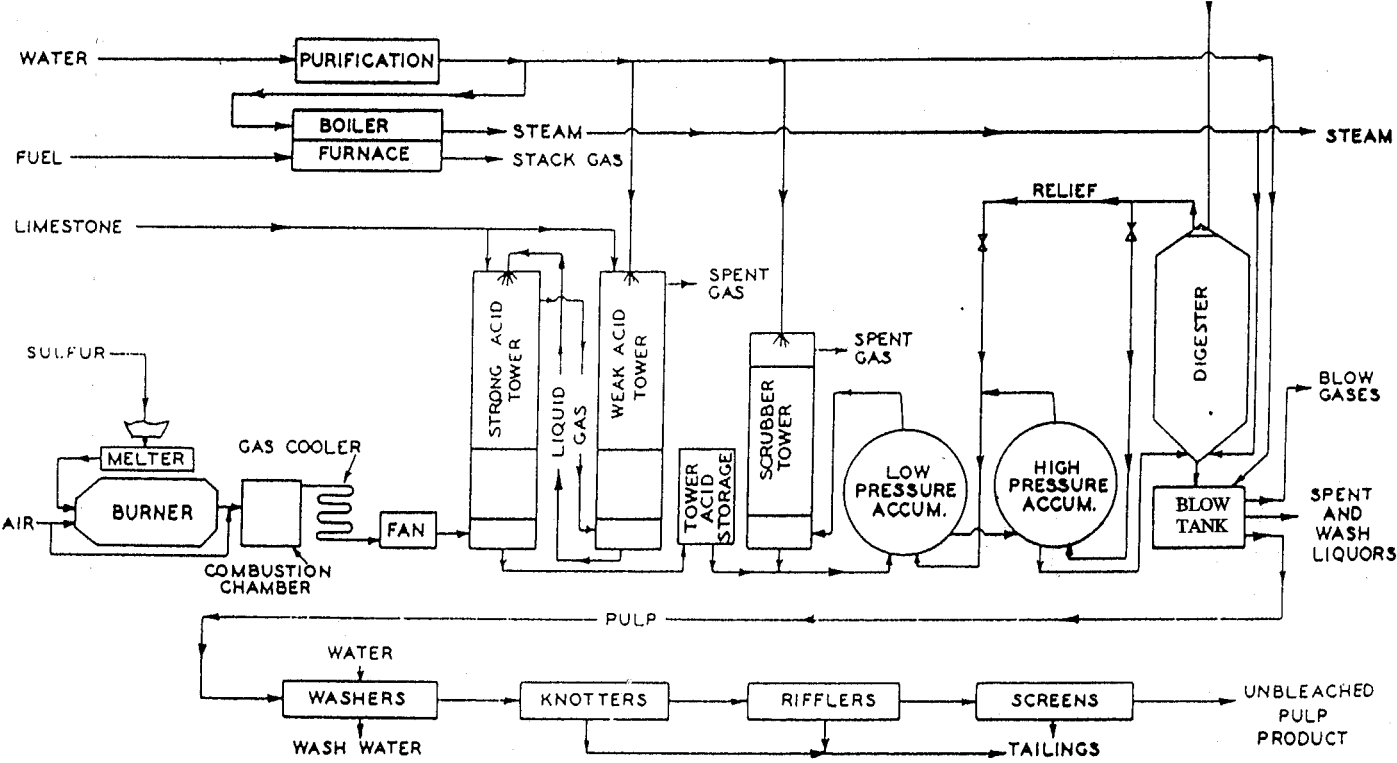 WATER
PURIFICATION
BOILER
STEAM
STEAM
FUEL
FURNACE
STACK GAS
RELIEF
LIMESTONE
SPENT
GAS
STRONG ACID
TOWER
LIQUID
GAS
WEAK ACID
TOWER
DIGESTER
SULFUR
SPENT
GAS
SCRUBBER
TOWER
BLOW
GASES
MELTER
GAS COOLER
TOWER
ACID
STORAGE
LOW
PRESSURE
ACCUM.
HIGH
PRESSURE
ACCUM.
AIR
BURNER
FAN
BLOW
TANK
SPENT
AND
WASH
LIQUORS
COMBUSTION
CHAMBER
PULP
WATER
WASHERS
KNOTTERS
RIFFLERS
SCREENS
UNBLEACHED
PULP
PRODUCT
WASH WATER
TAILINGS